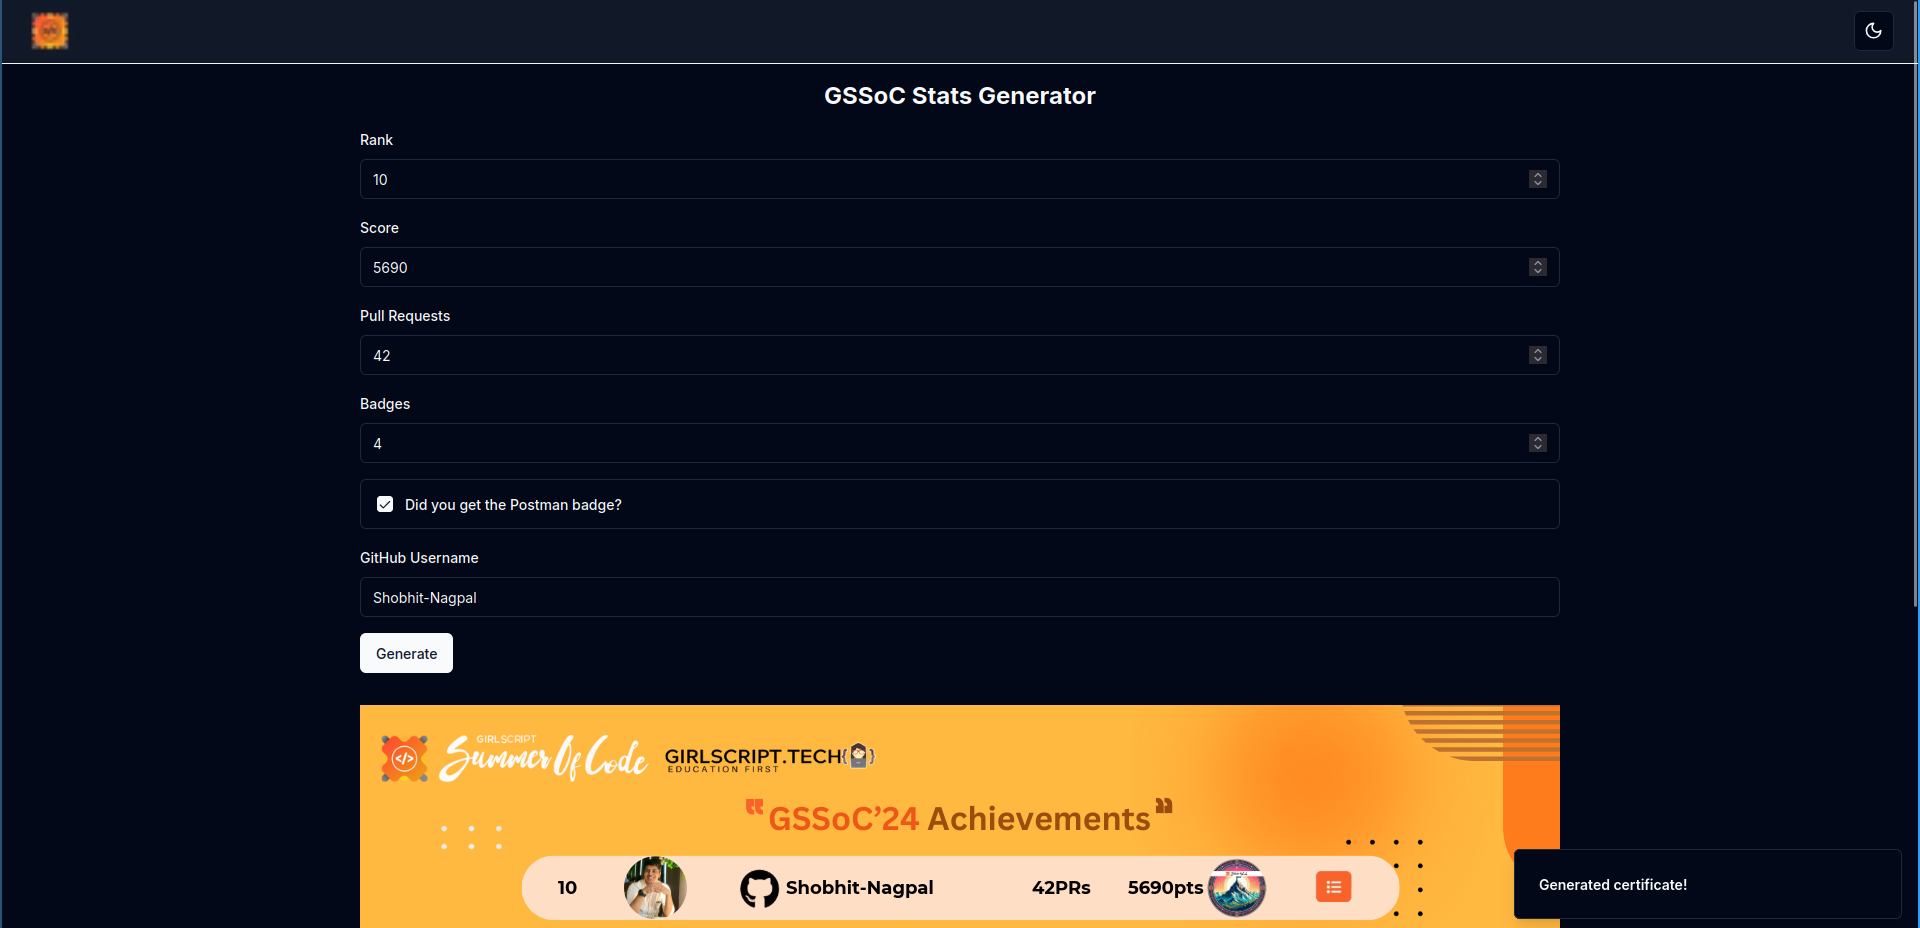 GSSoC Stats Generator
Rank
10
Score
5690
Pull Requests
42
Badges
4
Did you get the Postman badge?
GitHub Username
Shobhit-Nagpal
Generate
GIRLSCRIPT
Summer Of Code
</>
GIRLSCRIPT.TECH{}
EDUCATION FIRST
"GSSoC’24 Achievements"
10 Shobhit-Nagpal 42PRs 5690pts
Generated certificate!